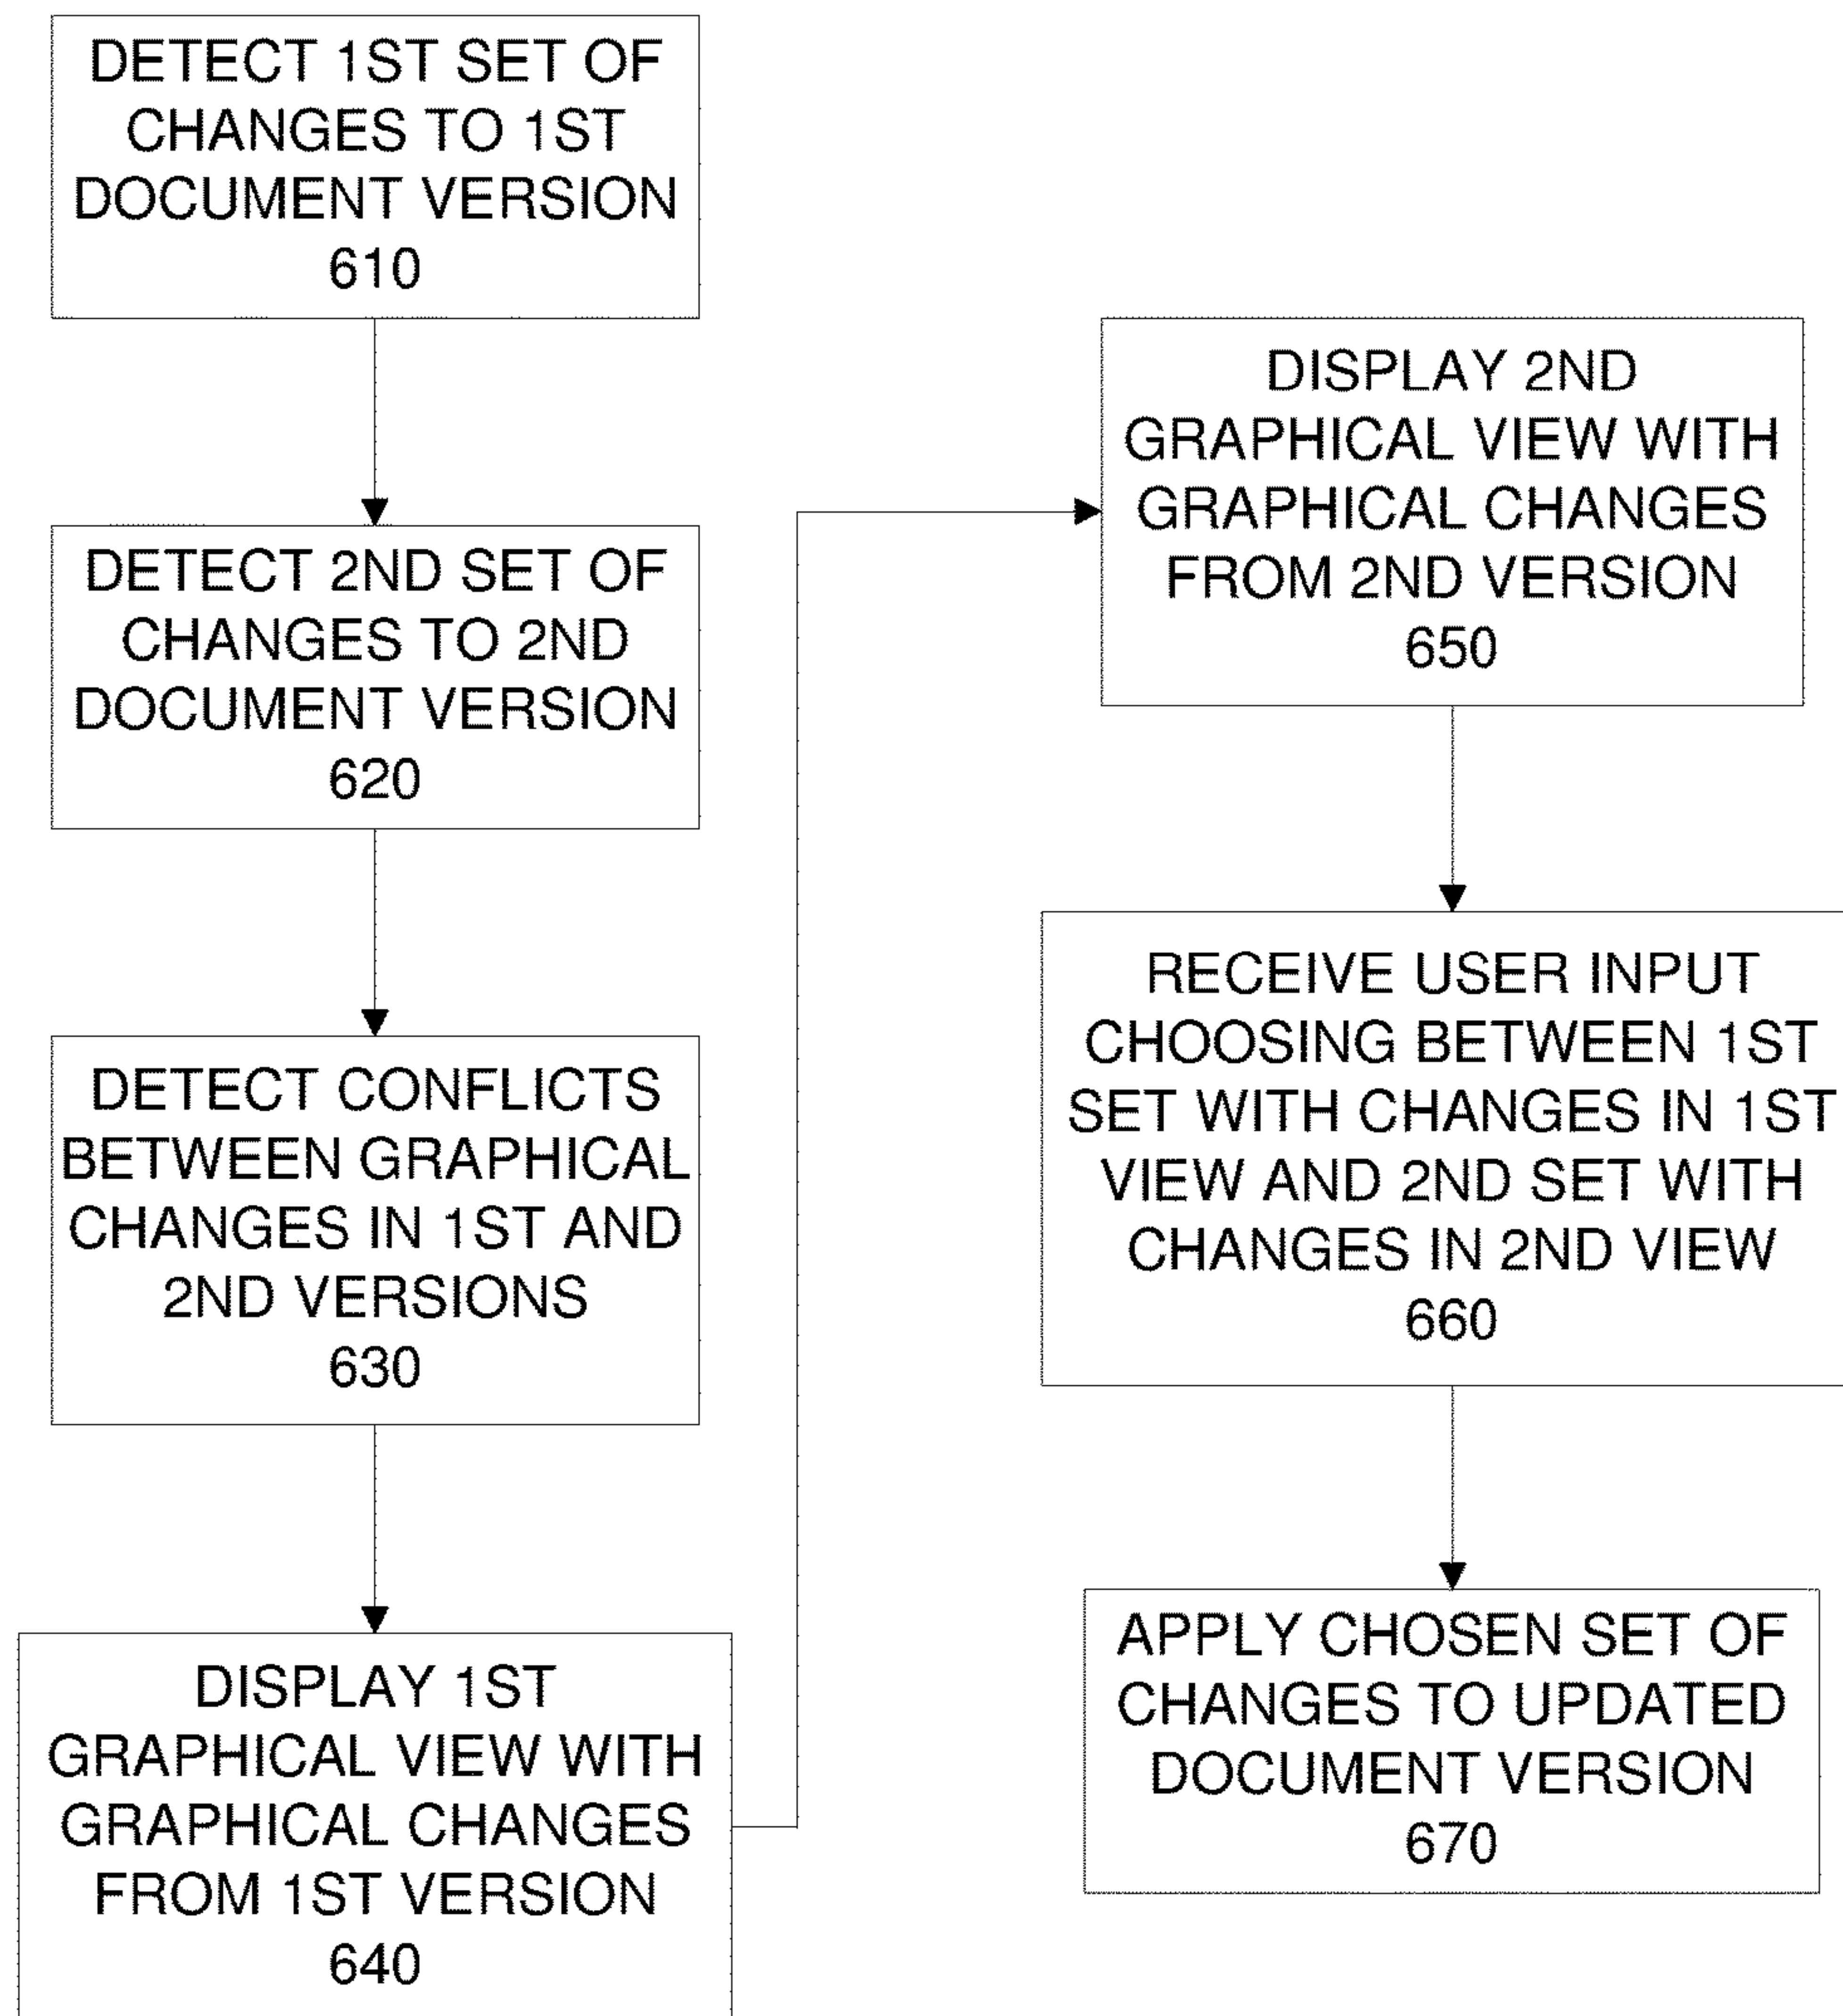 DETECT 1ST SET OF
CHANGES TO 1ST
DOCUMENT VERSION
610
DETECT 2ND SET OF
CHANGES TO 2ND
DOCUMENT VERSION
620
DETECT CONFLICTS
BETWEEN GRAPHICAL
CHANGES IN 1ST AND
2ND VERSIONS
630
DISPLAY 1ST
GRAPHICAL VIEW WITH
GRAPHICAL CHANGES
FROM 1ST VERSION
640
DISPLAY 2ND
GRAPHICAL VIEW WITH
GRAPHICAL CHANGES
FROM 2ND VERSION
650
RECEIVE USER INPUT
CHOOSING BETWEEN 1ST
SET WITH CHANGES IN 1ST
VIEW AND 2ND SET WITH
CHANGES IN 2ND VIEW
660
APPLY CHOSEN SET OF
CHANGES TO UPDATED
DOCUMENT VERSION
670